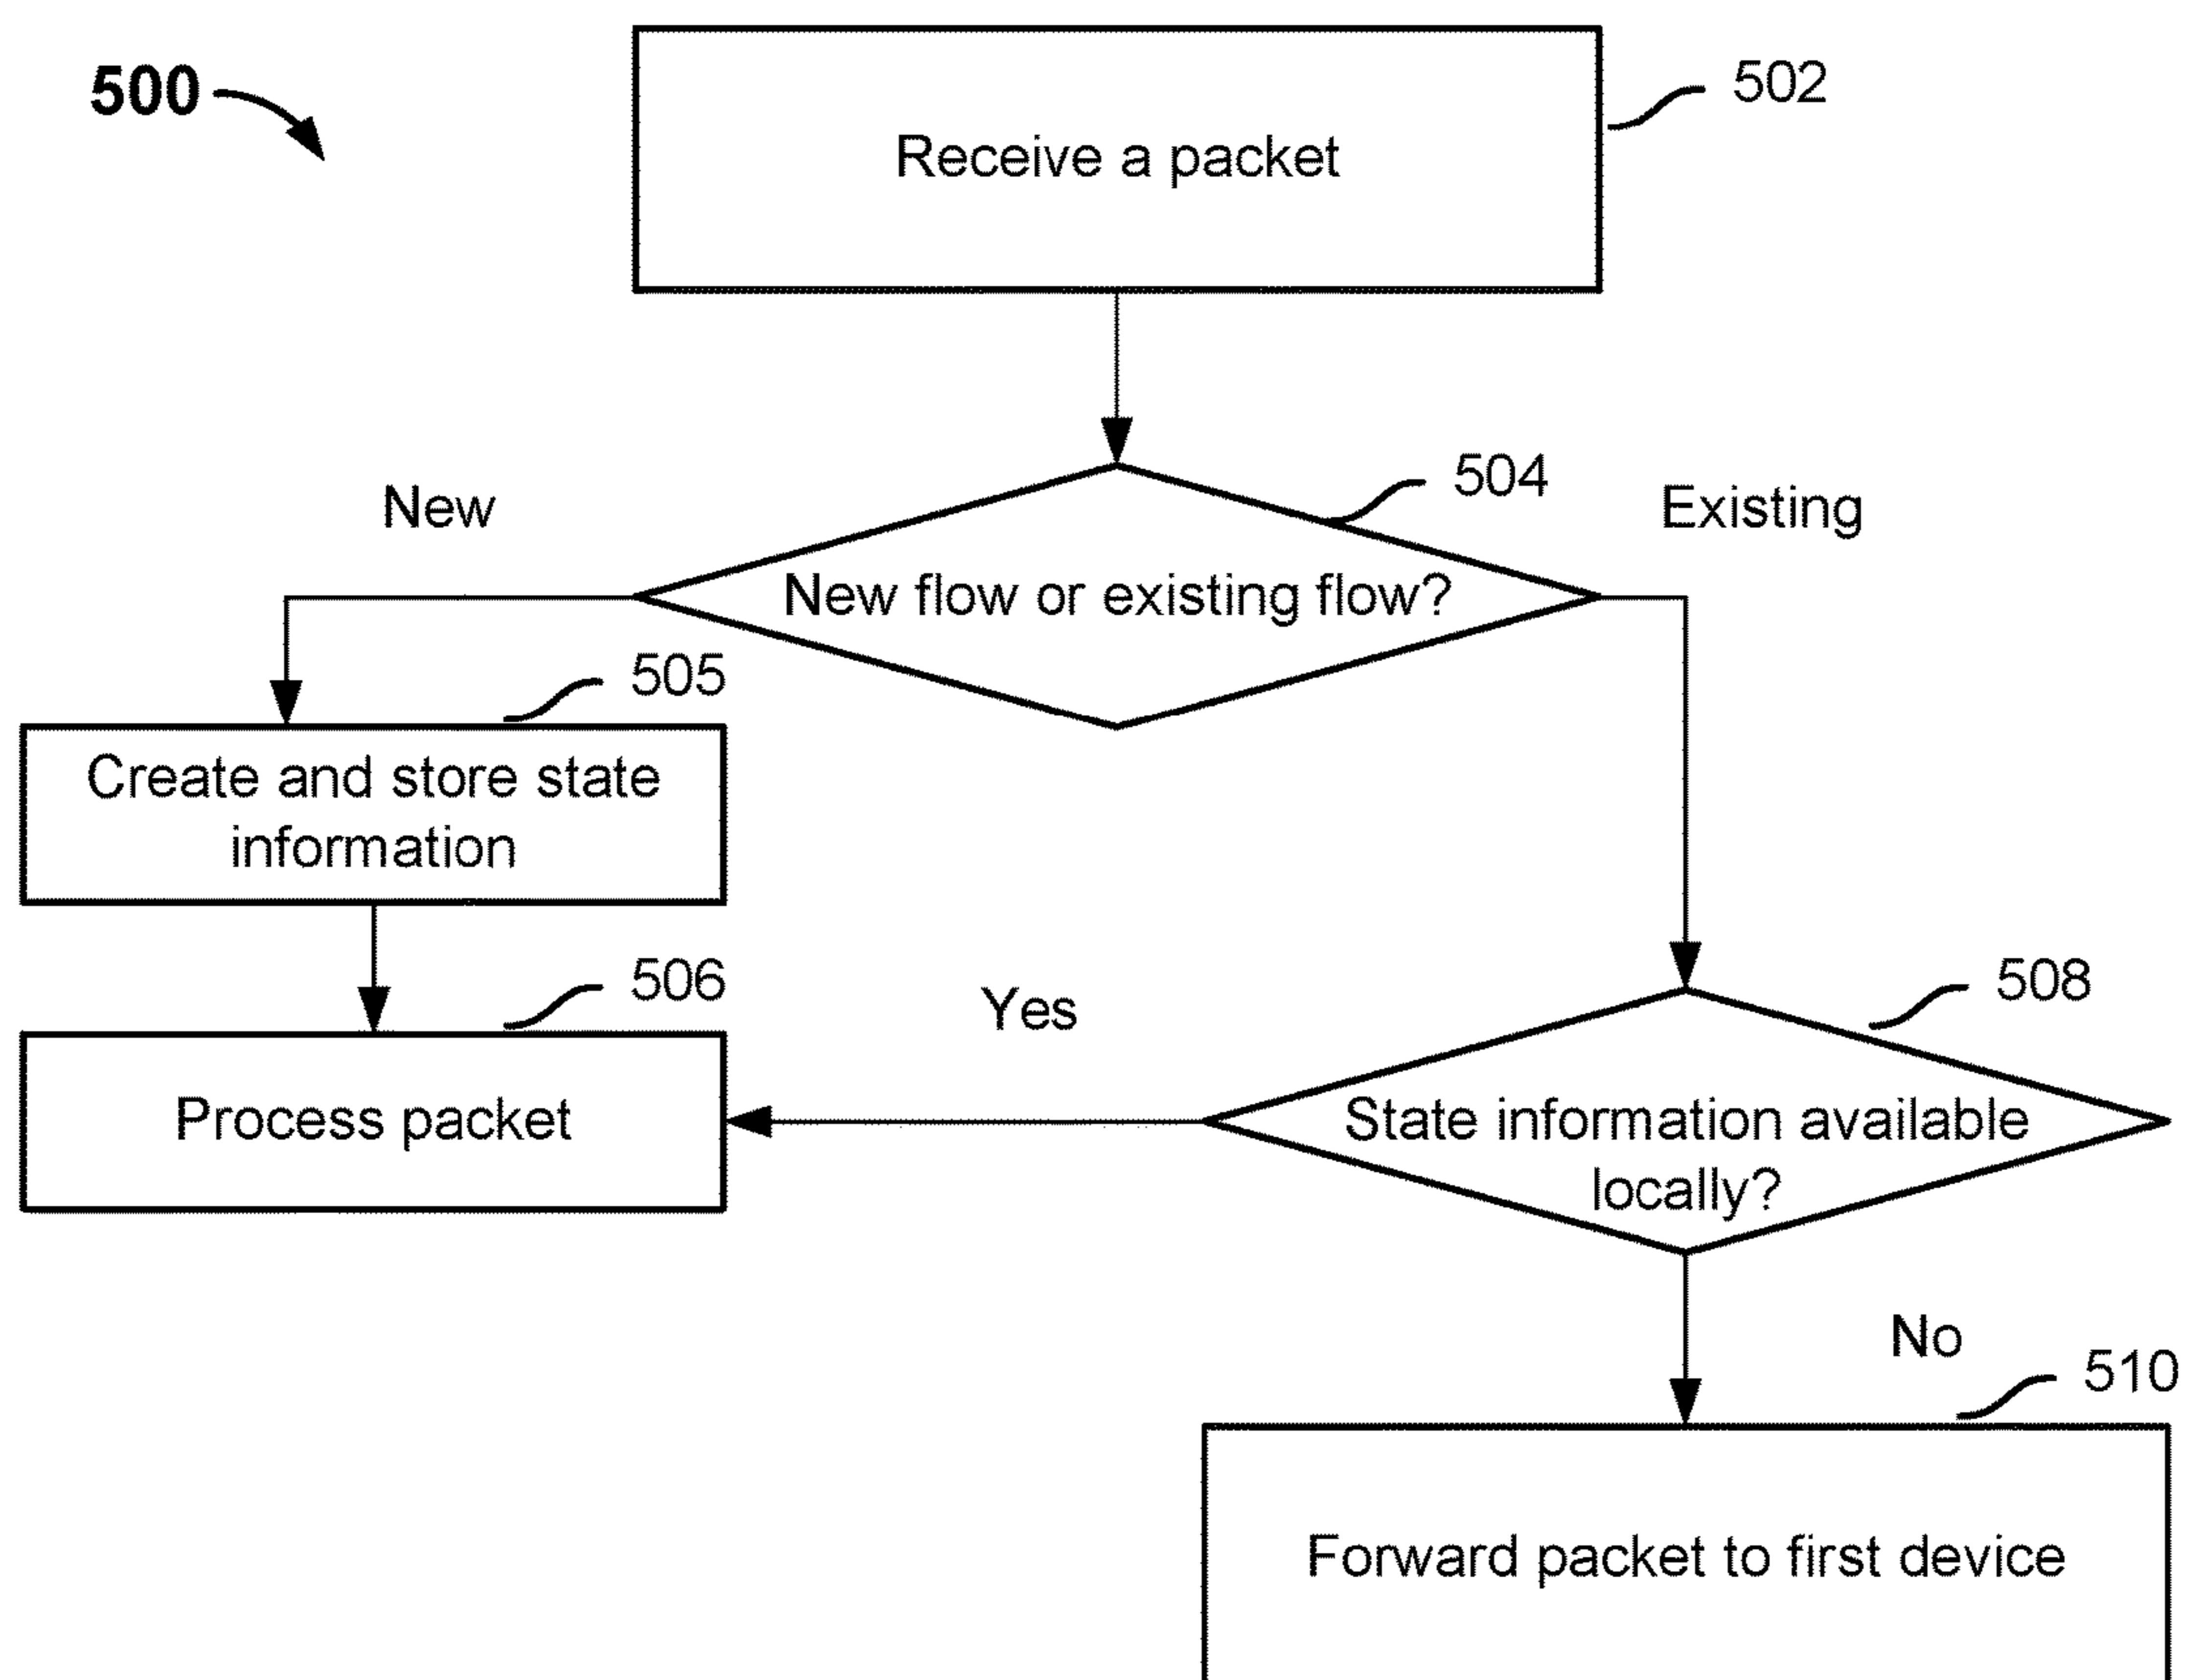 500
502
Receive a packet
504
New
Existing
New flow or existing flow?
505
Create and store state
information
506
508
Yes
Process packet
State information available
locally?
No
510
Forward packet to first device